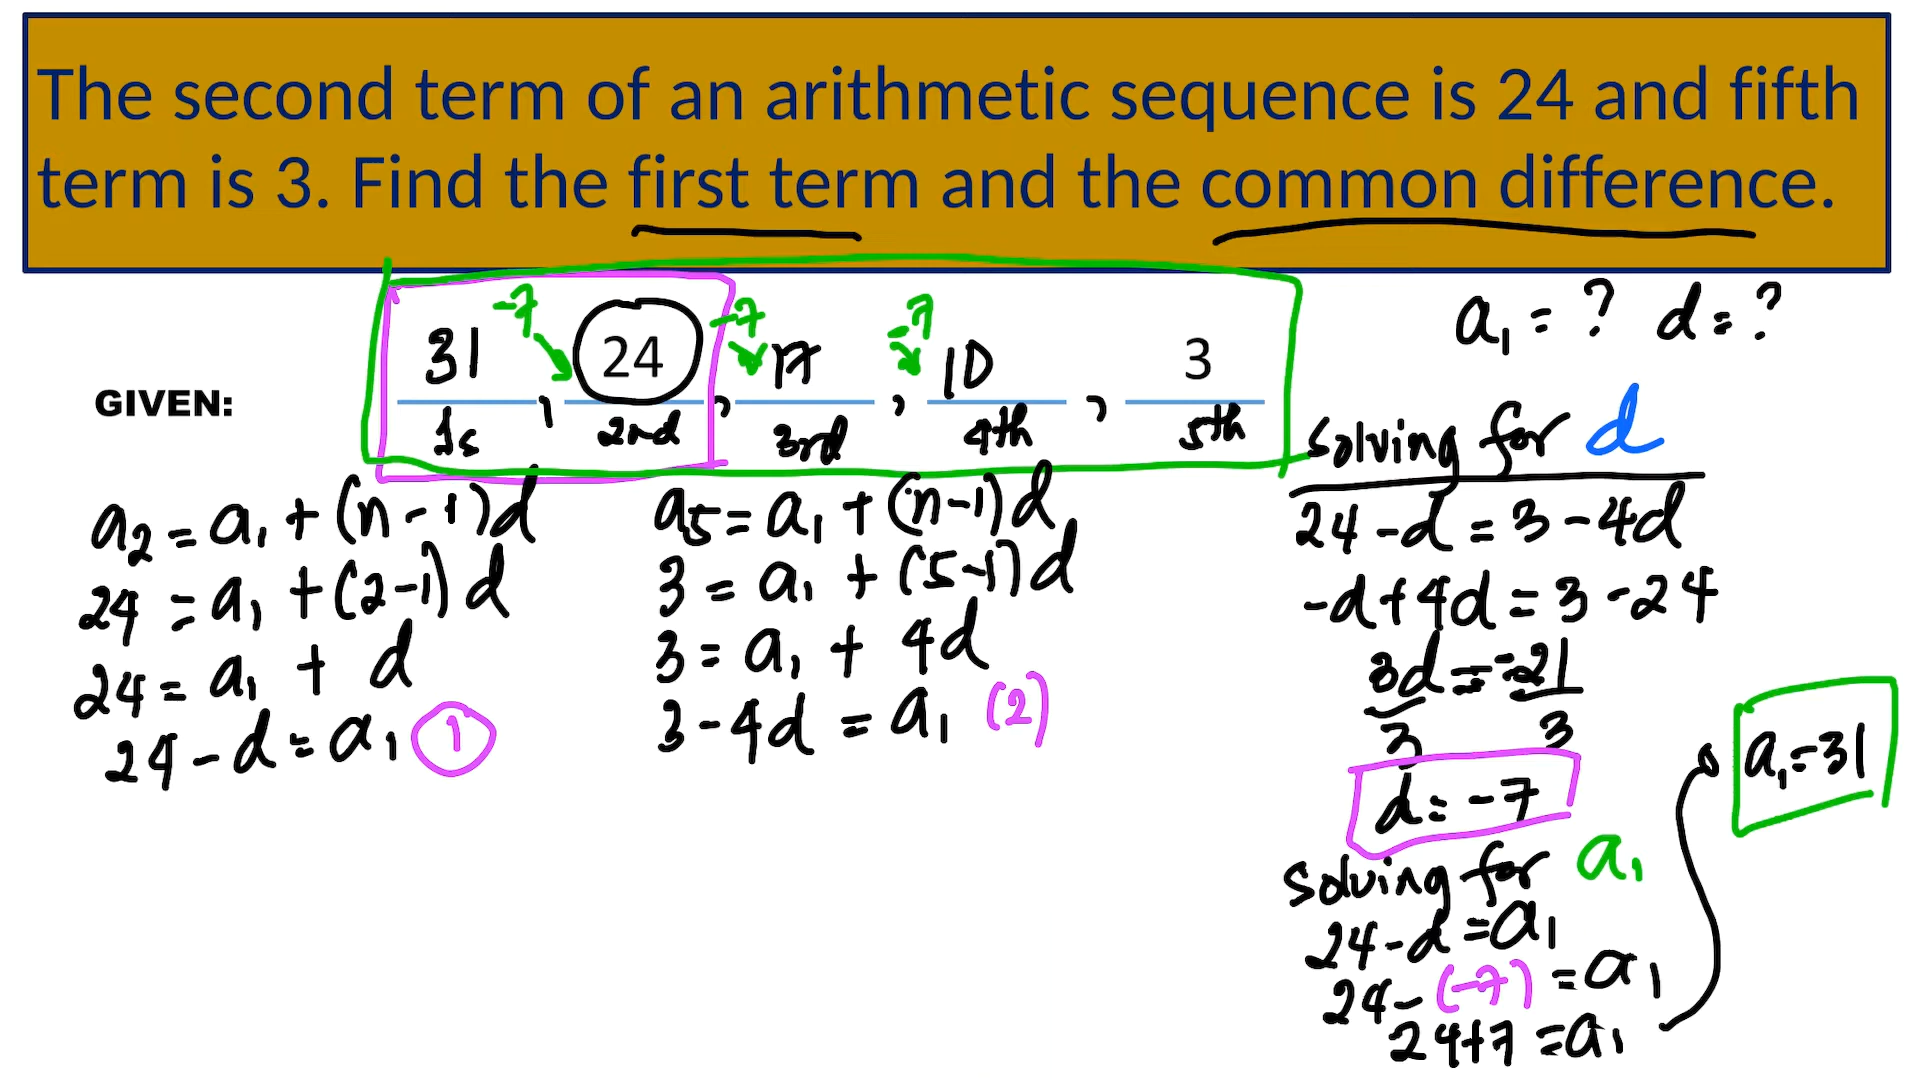 The second term of an arithmetic sequence is 24 and fifth
term is 3. Find the first term and the common difference.
a₁ = ? d = ?
-7 -7 -7
31 24 17 10 3
GIVEN: , , , ,
1s 2nd 3rd 4th 5th
a₂ = a₁ + (n - 1)d
24 = a₁ + (2-1)d
24 = a₁ + d
24 - d = a₁ 1
a5 = a₁ + (n-1)d
3 = a₁ + (5-1)d
3 = a₁ + 4d
3 - 4d = a₁ (2)
solving for d
24 - d = 3 - 4d
-d + 4d = 3 - 24
3d = -21
3 3
d = -7
solving for a₁
24 - d = a₁
24 - (-7) = a₁
24+7 = a₁
a₁ = 31